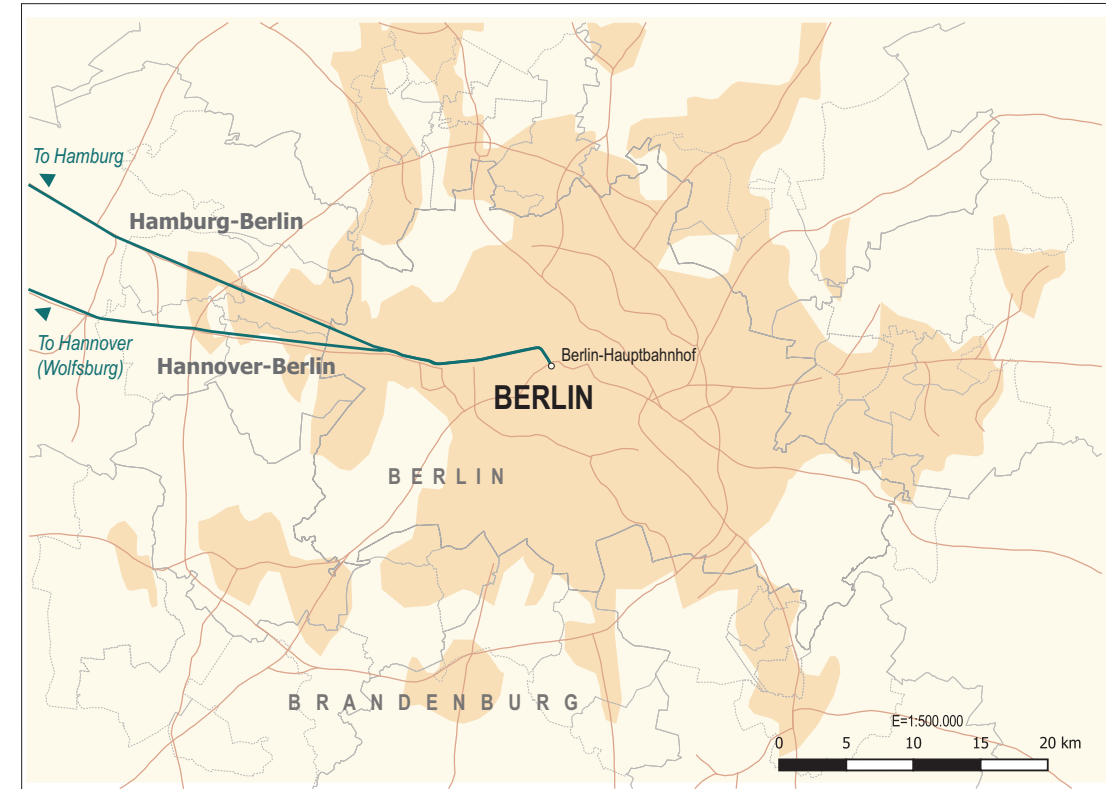 To Hamburg
Hamburg-Berlin
To Hannover
(Wolfsburg)
Hannover-Berlin
Berlin-Hauptbahnhof
BERLIN
BERLIN
BRANDENBURG
E=1:500.000
0 5 10 15 20 km